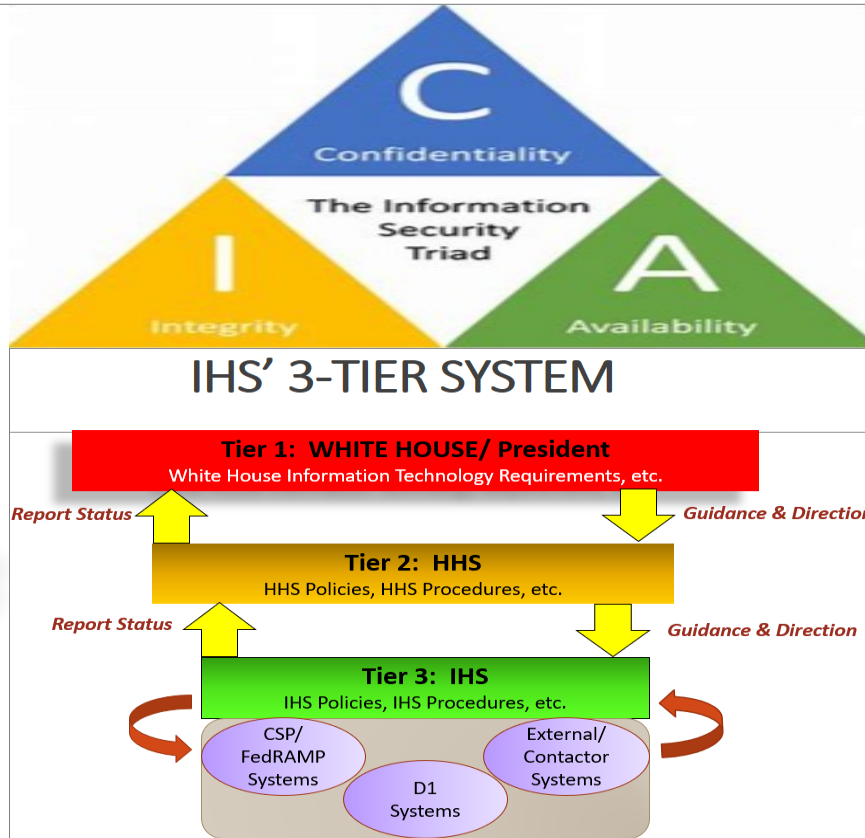 C
Confidentiality
The Information
Security
Triad
I
Integrity
A
Availability
IHS' 3-TIER SYSTEM
Tier 1: WHITE HOUSE/ President
White House Information Technology Requirements, etc.
Report Status
Guidance & Direction
Tier 2: HHS
HHS Policies, HHS Procedures, etc.
Report Status
Guidance & Direction
Tier 3: IHS
IHS Policies, IHS Procedures, etc.
CSP/
FedRAMP
Systems
D1
Systems
External/
Contactor
Systems